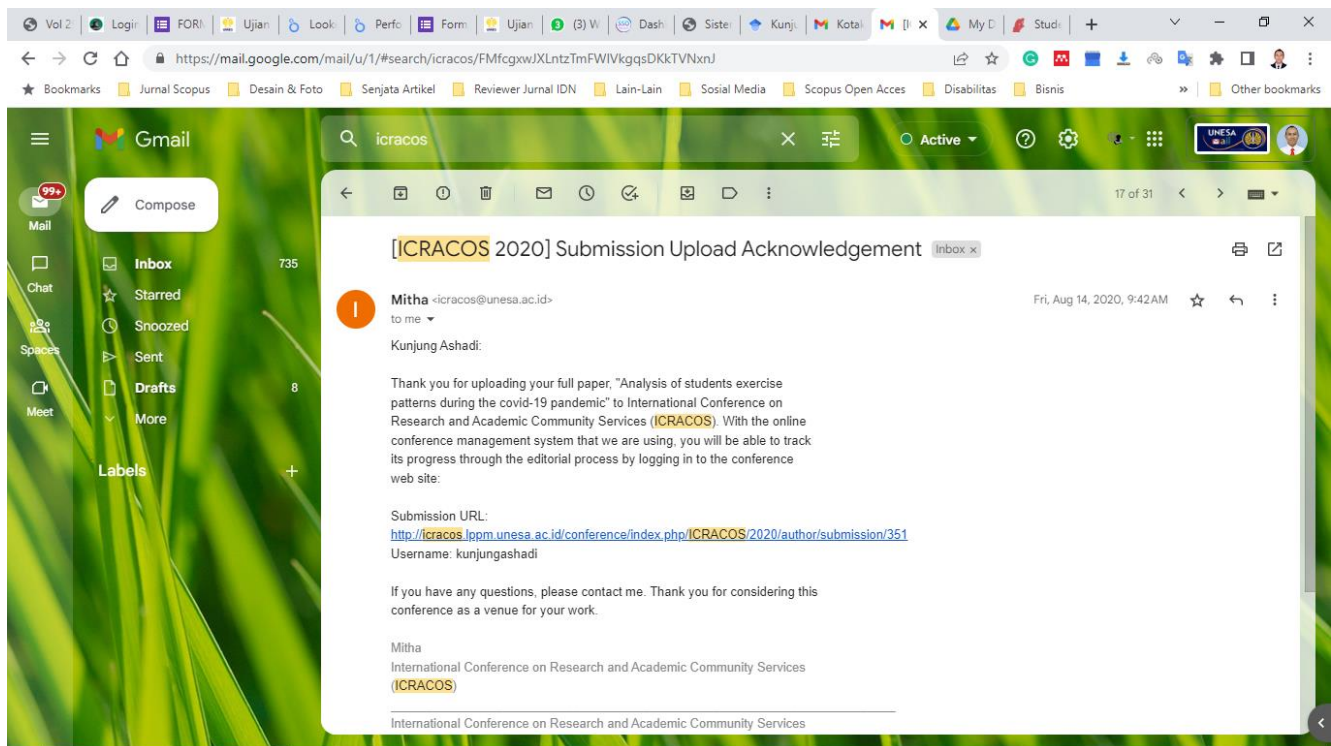 Vol 2 Login FORM Ujian Look Perfo Form Ujian (3) W Dash Sister Kunju Kotak [I My D Stude
https://mail.google.com/mail/u/1/#search/icracos/FMfcgxwJXLntzTmFWlVkgqsDKkTVNxnJ
Bookmarks Jurnal Scopus Desain & Foto Senjata Artikel Reviewer Jurnal IDN Lain-Lain Sosial Media Scopus Open Acces Disabilitas Bisnis » Other bookmarks
Gmail icracos Active UNESA
99+ Compose 17 of 31
Mail
[ICRACOS 2020] Submission Upload Acknowledgement Inbox x
Inbox 735
Chat
Starred
Mitha <icracos@unesa.ac.id> Fri, Aug 14, 2020, 9:42 AM
to me
Snoozed
Spaces
Sent
Drafts 8
Meet
More
Labels +
Kunjung Ashadi:
Thank you for uploading your full paper, "Analysis of students exercise
patterns during the covid-19 pandemic" to International Conference on
Research and Academic Community Services (ICRACOS). With the online
conference management system that we are using, you will be able to track
its progress through the editorial process by logging in to the conference
web site:
Submission URL:
http://icracos.lppm.unesa.ac.id/conference/index.php/ICRACOS/2020/author/submission/351
Username: kunjungashadi
If you have any questions, please contact me. Thank you for considering this
conference as a venue for your work.
Mitha
International Conference on Research and Academic Community Services
(ICRACOS)
International Conference on Research and Academic Community Services